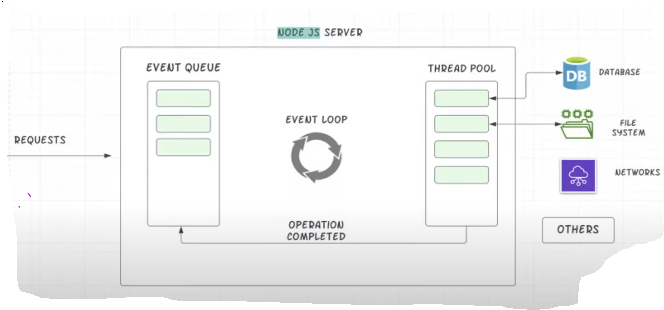 NODE JS SERVER
EVENT QUEUE
THREAD POOL
DB
DATABASE
EVENT LOOP
FILE
SYSTEM
REQUESTS
NETWORKS
OPERATION
COMPLETED
OTHERS